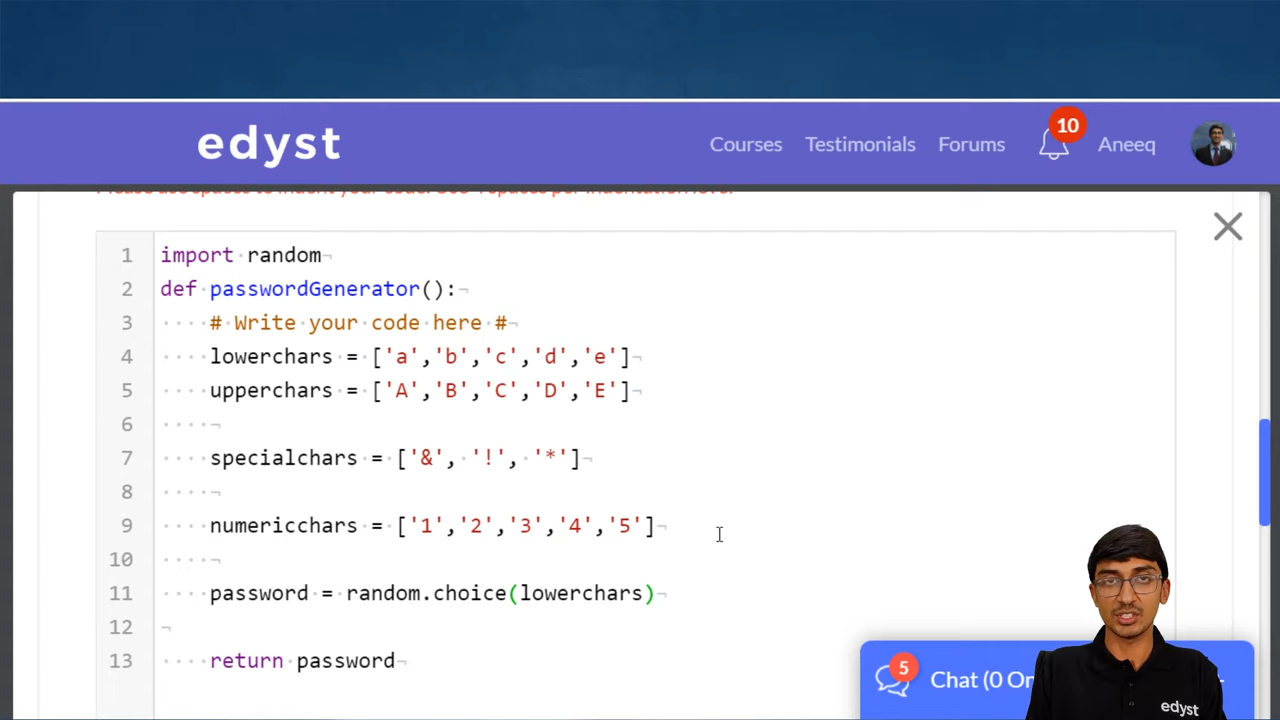 edyst
Courses Testimonials Forums 10 Aneeq
1 import random
2 def passwordGenerator():
3 # Write your code here #
4 lowerchars = ['a','b','c','d','e']
5 upperchars = ['A','B','C','D','E']
6
7 specialchars = ['&', '!', '*']
8
9 numericchars = ['1','2','3','4','5']
10
11 password = random.choice(lowerchars)
12
13 return password
5 Chat (0
edyst